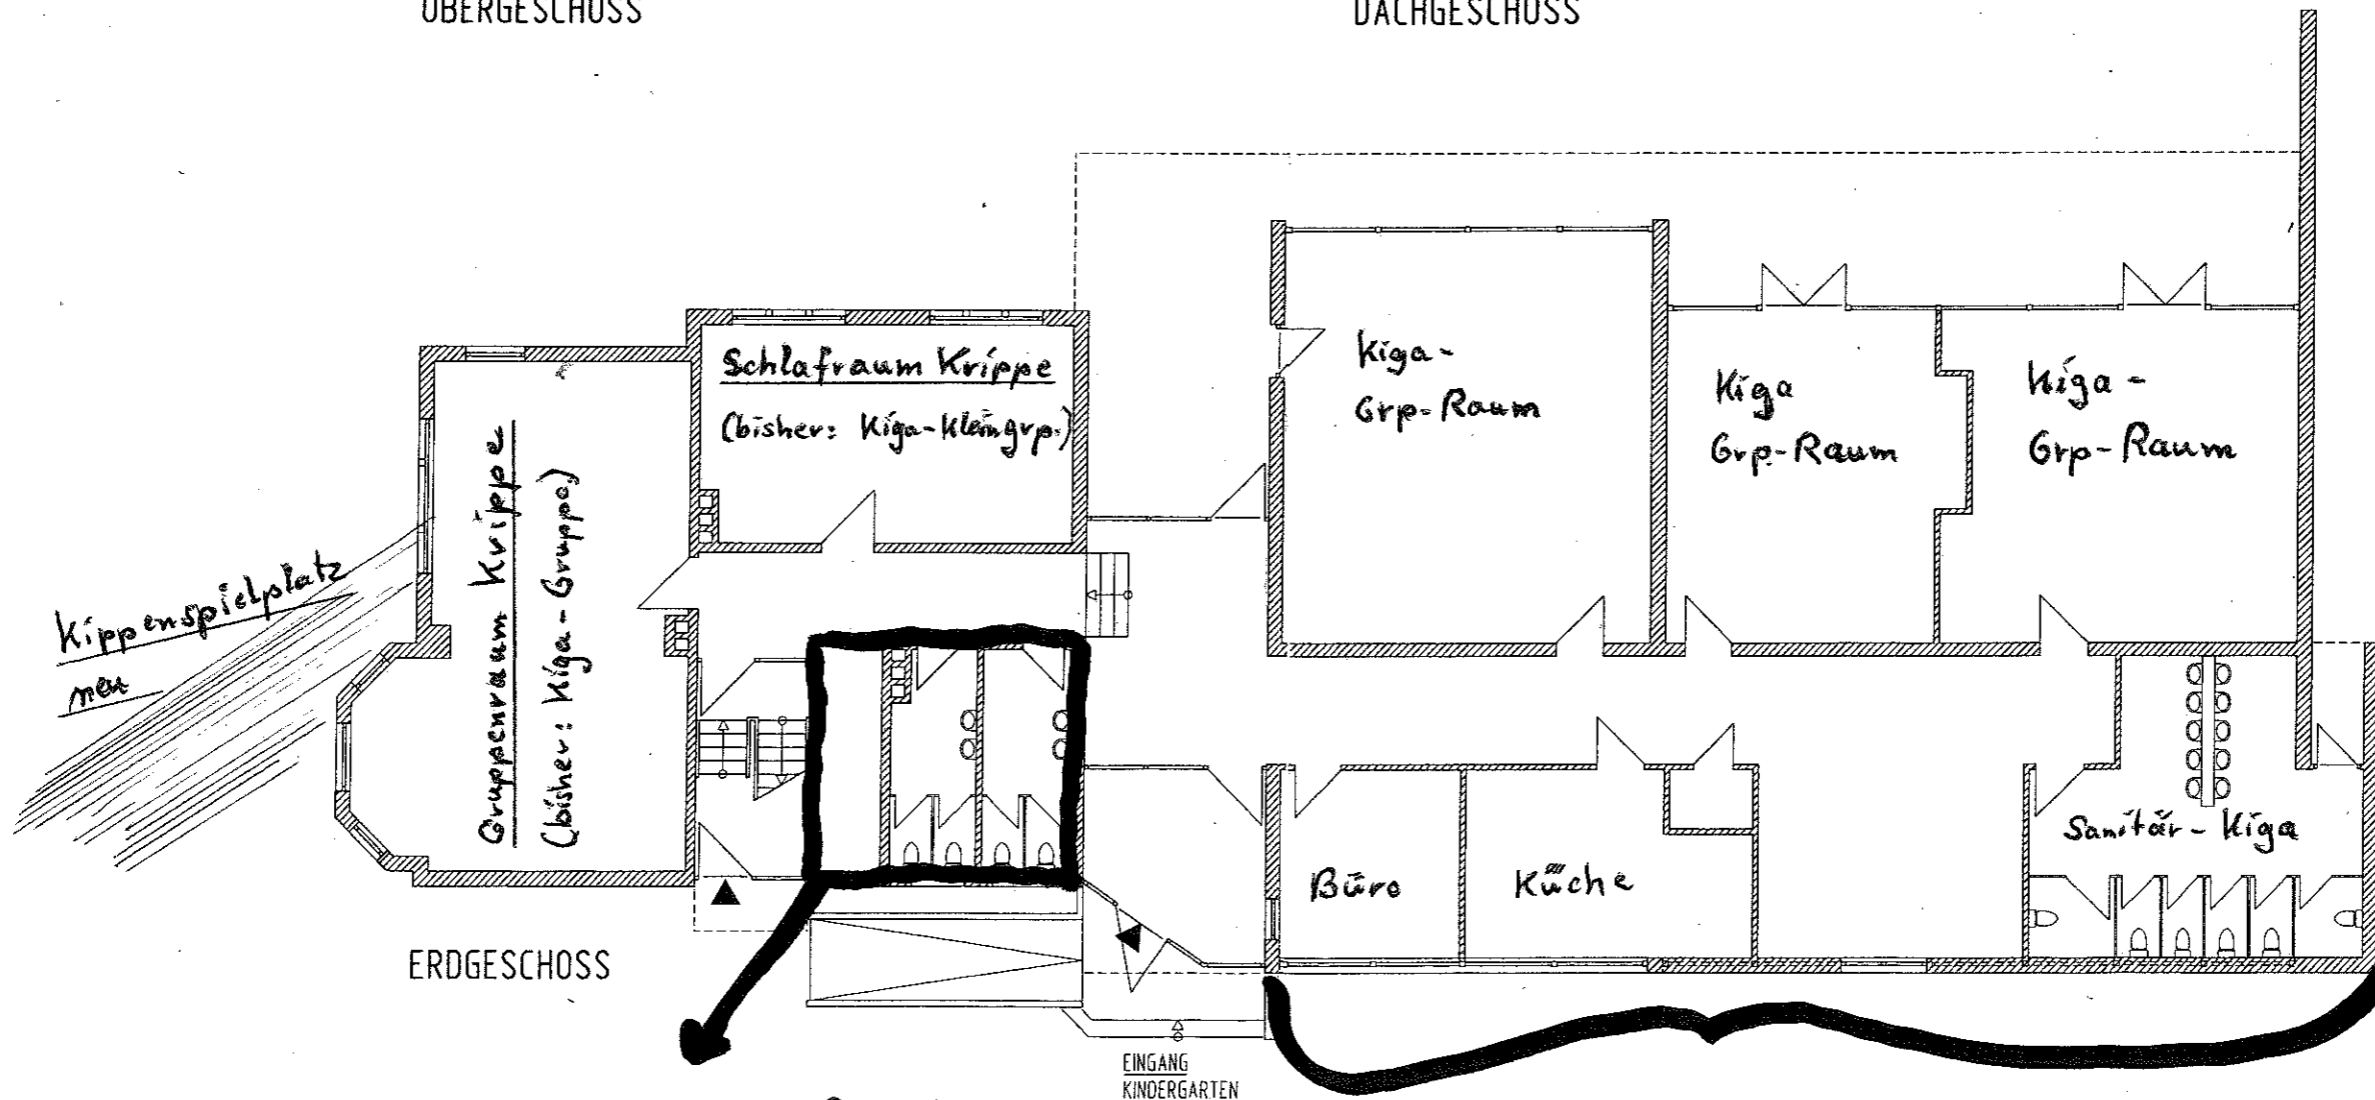 OBERGESCHOSS
DACHGESCHOSS
Schlafraum Krippe
(bisher: Kiga-Kleingrp.)
Gruppenraum Krippe
(bisher: Kiga-Gruppe)
Kippenspielplatz
neu
Kiga-
Grp-Raum
Kiga
Grp-Raum
Kiga-
Grp-Raum
Sanitär-Kiga
Büro
Küche
ERDGESCHOSS
EINGANG
KINDERGARTEN